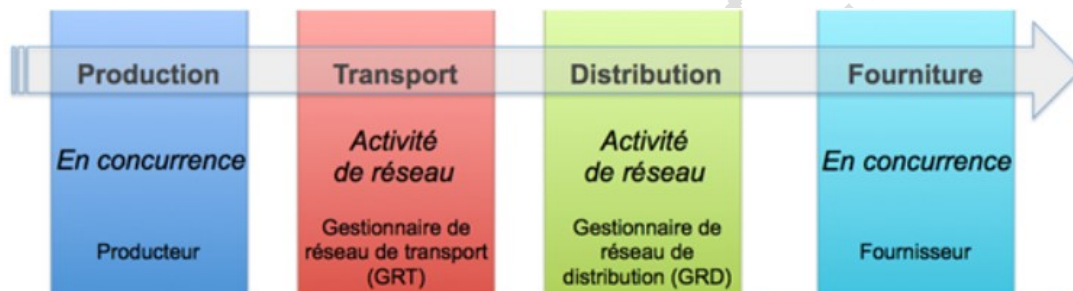 Production
Transport
Distribution
Fourniture
En concurrence
Activité
de réseau
Activité
de réseau
En concurrence
Producteur
Gestionnaire de
réseau de transport
(GRT)
Gestionnaire de
réseau de
distribution (GRD)
Fournisseur